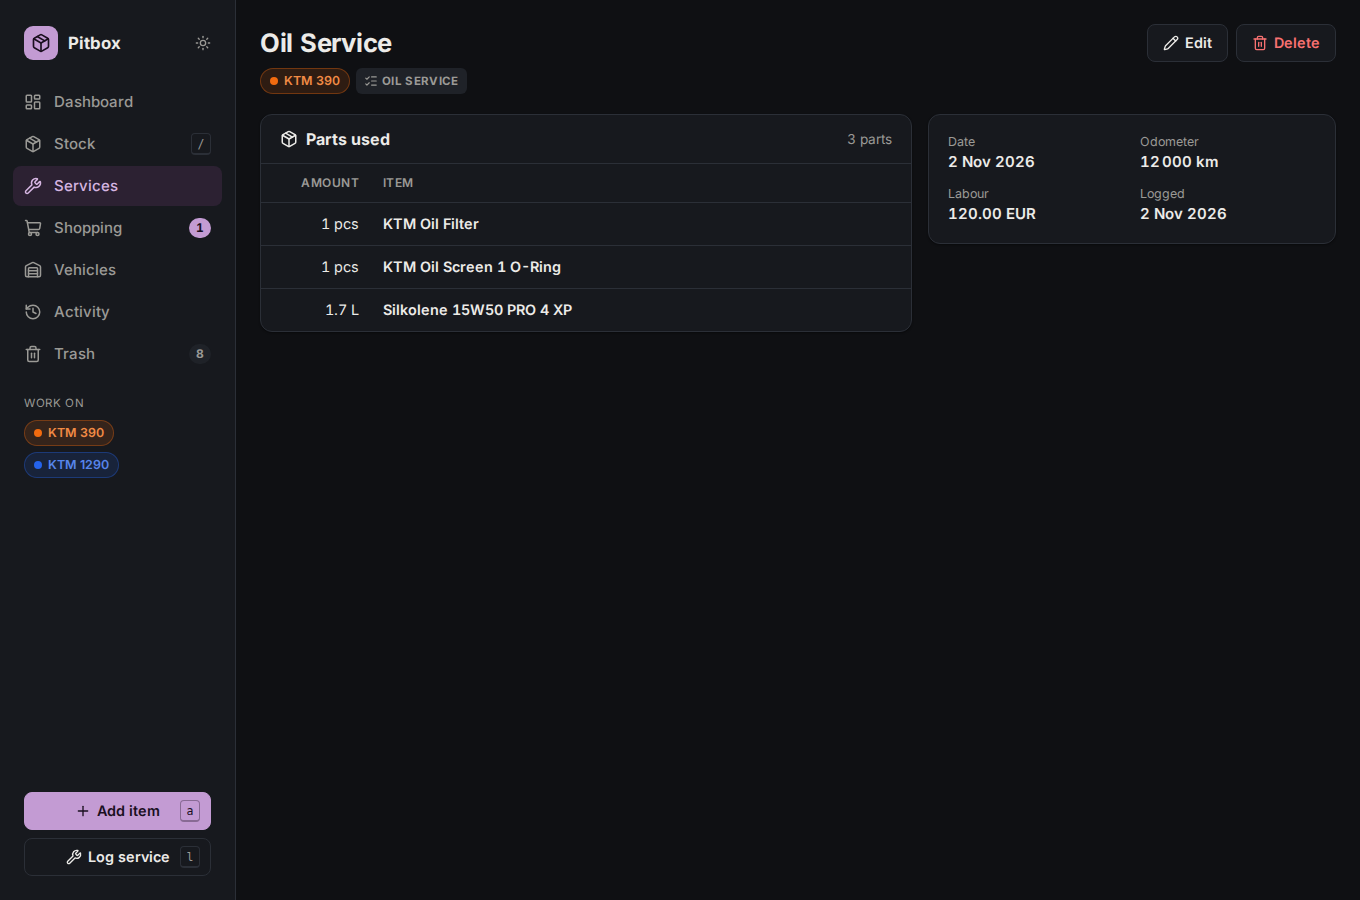 Pitbox
Dashboard
Stock /
Services
Shopping 1
Vehicles
Activity
Trash 8
WORK ON
KTM 390
KTM 1290
Add item a
Log service l
Oil Service
Edit Delete
KTM 390 OIL SERVICE
Parts used 3 parts
AMOUNT ITEM
1 pcs KTM Oil Filter
1 pcs KTM Oil Screen 1 O-Ring
1.7 L Silkolene 15W50 PRO 4 XP
Date Odometer
2 Nov 2026 12 000 km
Labour Logged
120.00 EUR 2 Nov 2026